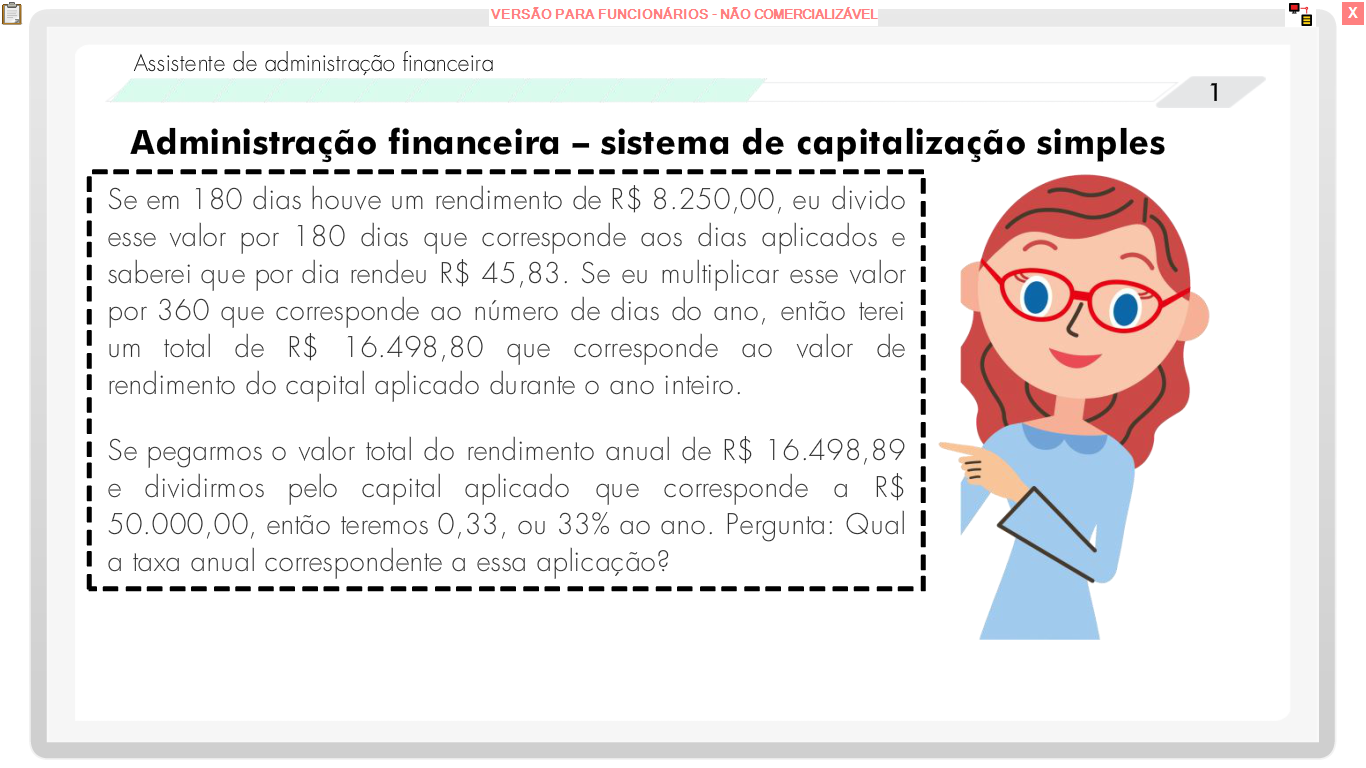 VERSÃO PARA FUNCIONÁRIOS - NÃO COMERCIALIZÁVEL
X
Assistente de administração financeira
1
Administração financeira – sistema de capitalização simples
Se em 180 dias houve um rendimento de R$ 8.250,00, eu divido
esse valor por 180 dias que corresponde aos dias aplicados e
saberei que por dia rendeu R$ 45,83. Se eu multiplicar esse valor
por 360 que corresponde ao número de dias do ano, então terei
um total de R$ 16.498,80 que corresponde ao valor de
rendimento do capital aplicado durante o ano inteiro.
Se pegarmos o valor total do rendimento anual de R$ 16.498,89
e dividirmos pelo capital aplicado que corresponde a R$
50.000,00, então teremos 0,33, ou 33% ao ano. Pergunta: Qual
a taxa anual correspondente a essa aplicação?